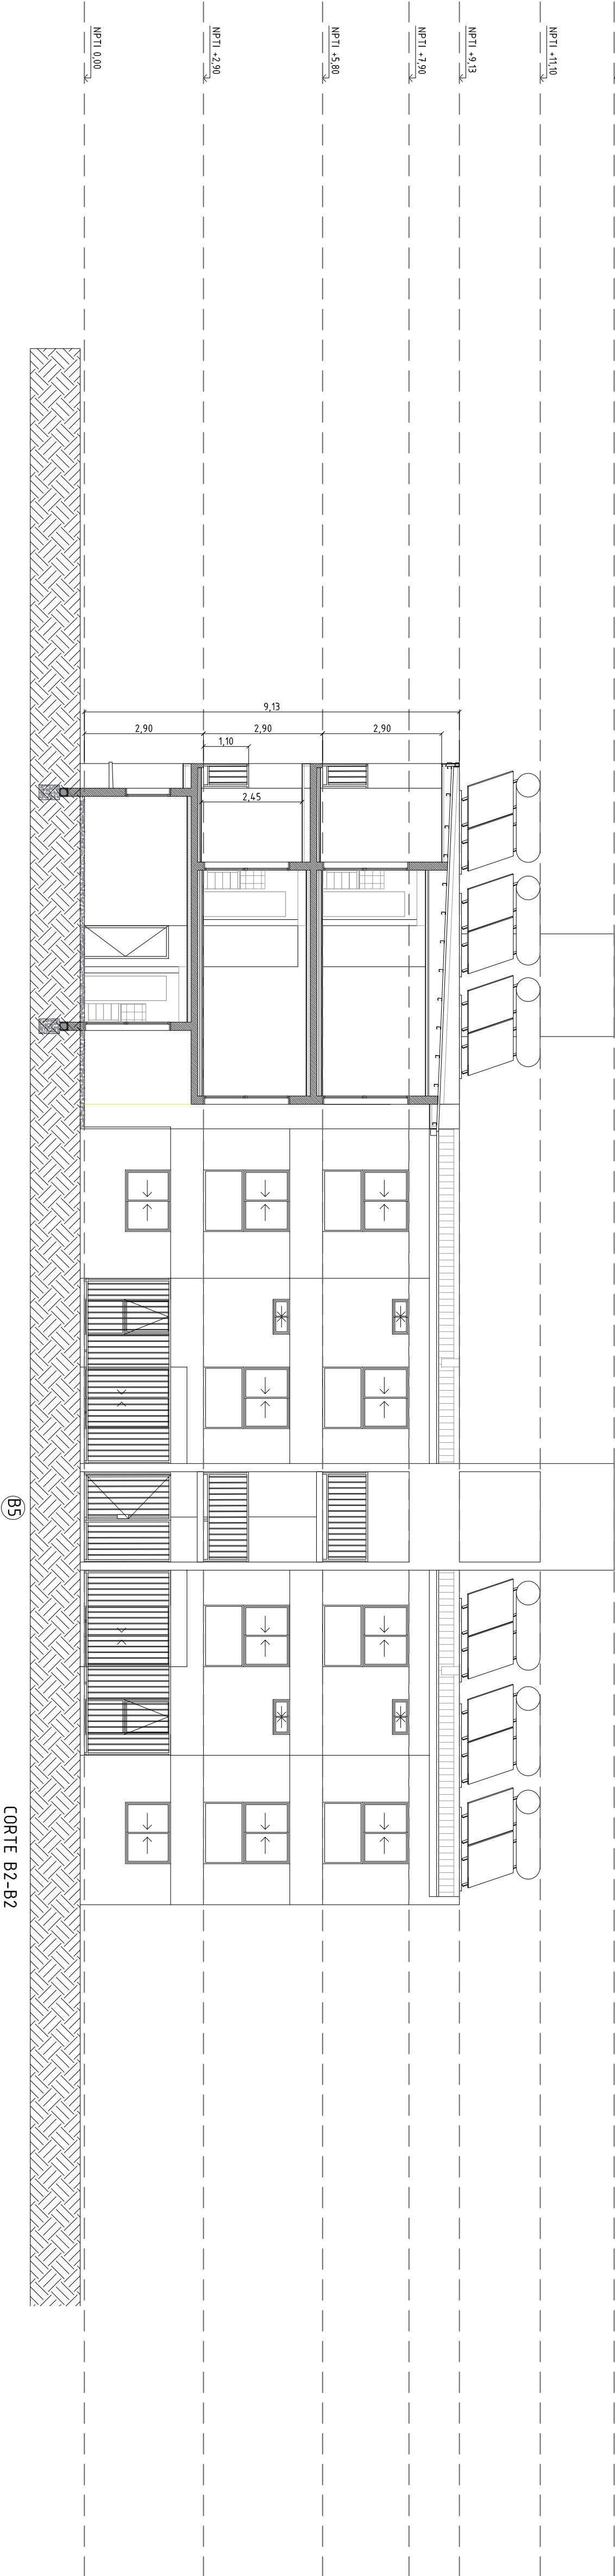 NPTI +11,10
NPTI +9,13
NPTI +7,90
NPTI +5,80
NPTI +2,90
NPTI 0,00
9,13
2,90
2,90
2,90
1,10
2,45
B5
CORTE B2-B2